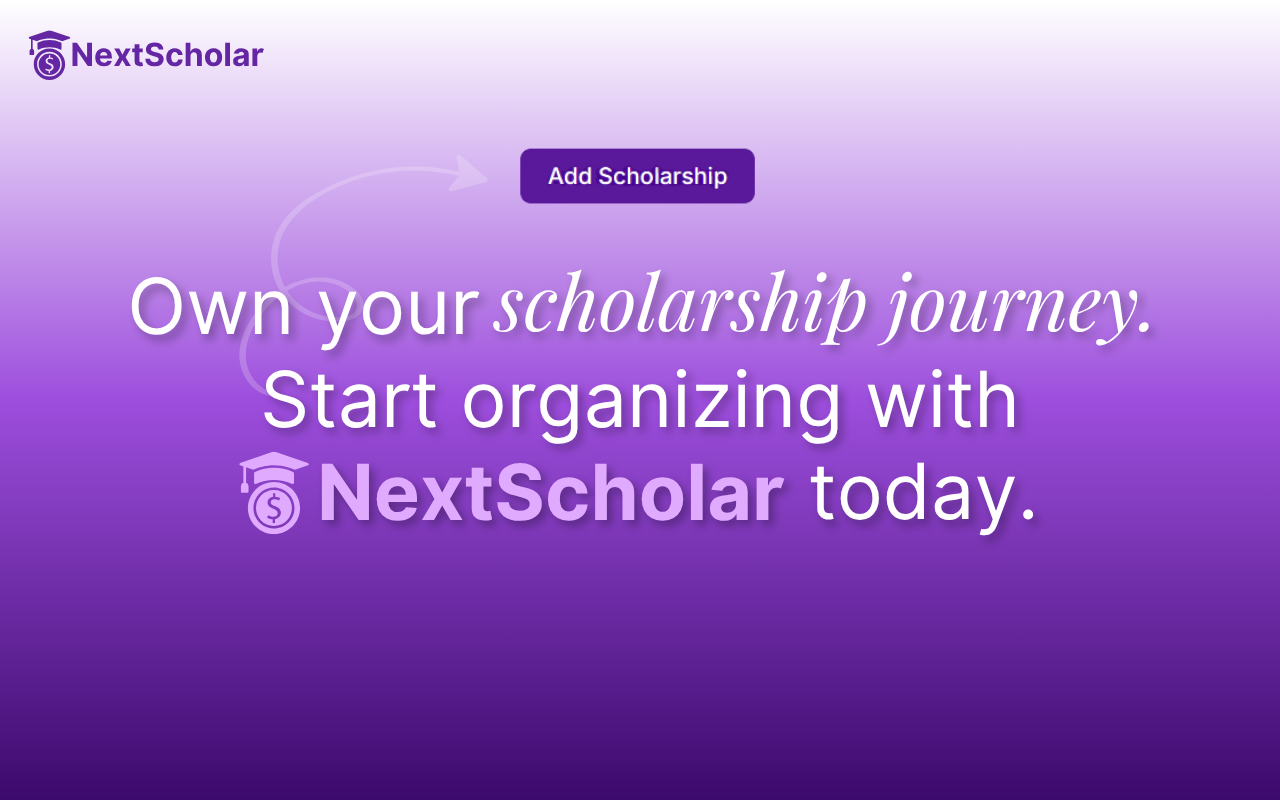 NextScholar
Add Scholarship
Own your scholarship journey.
Start organizing with
NextScholar today.